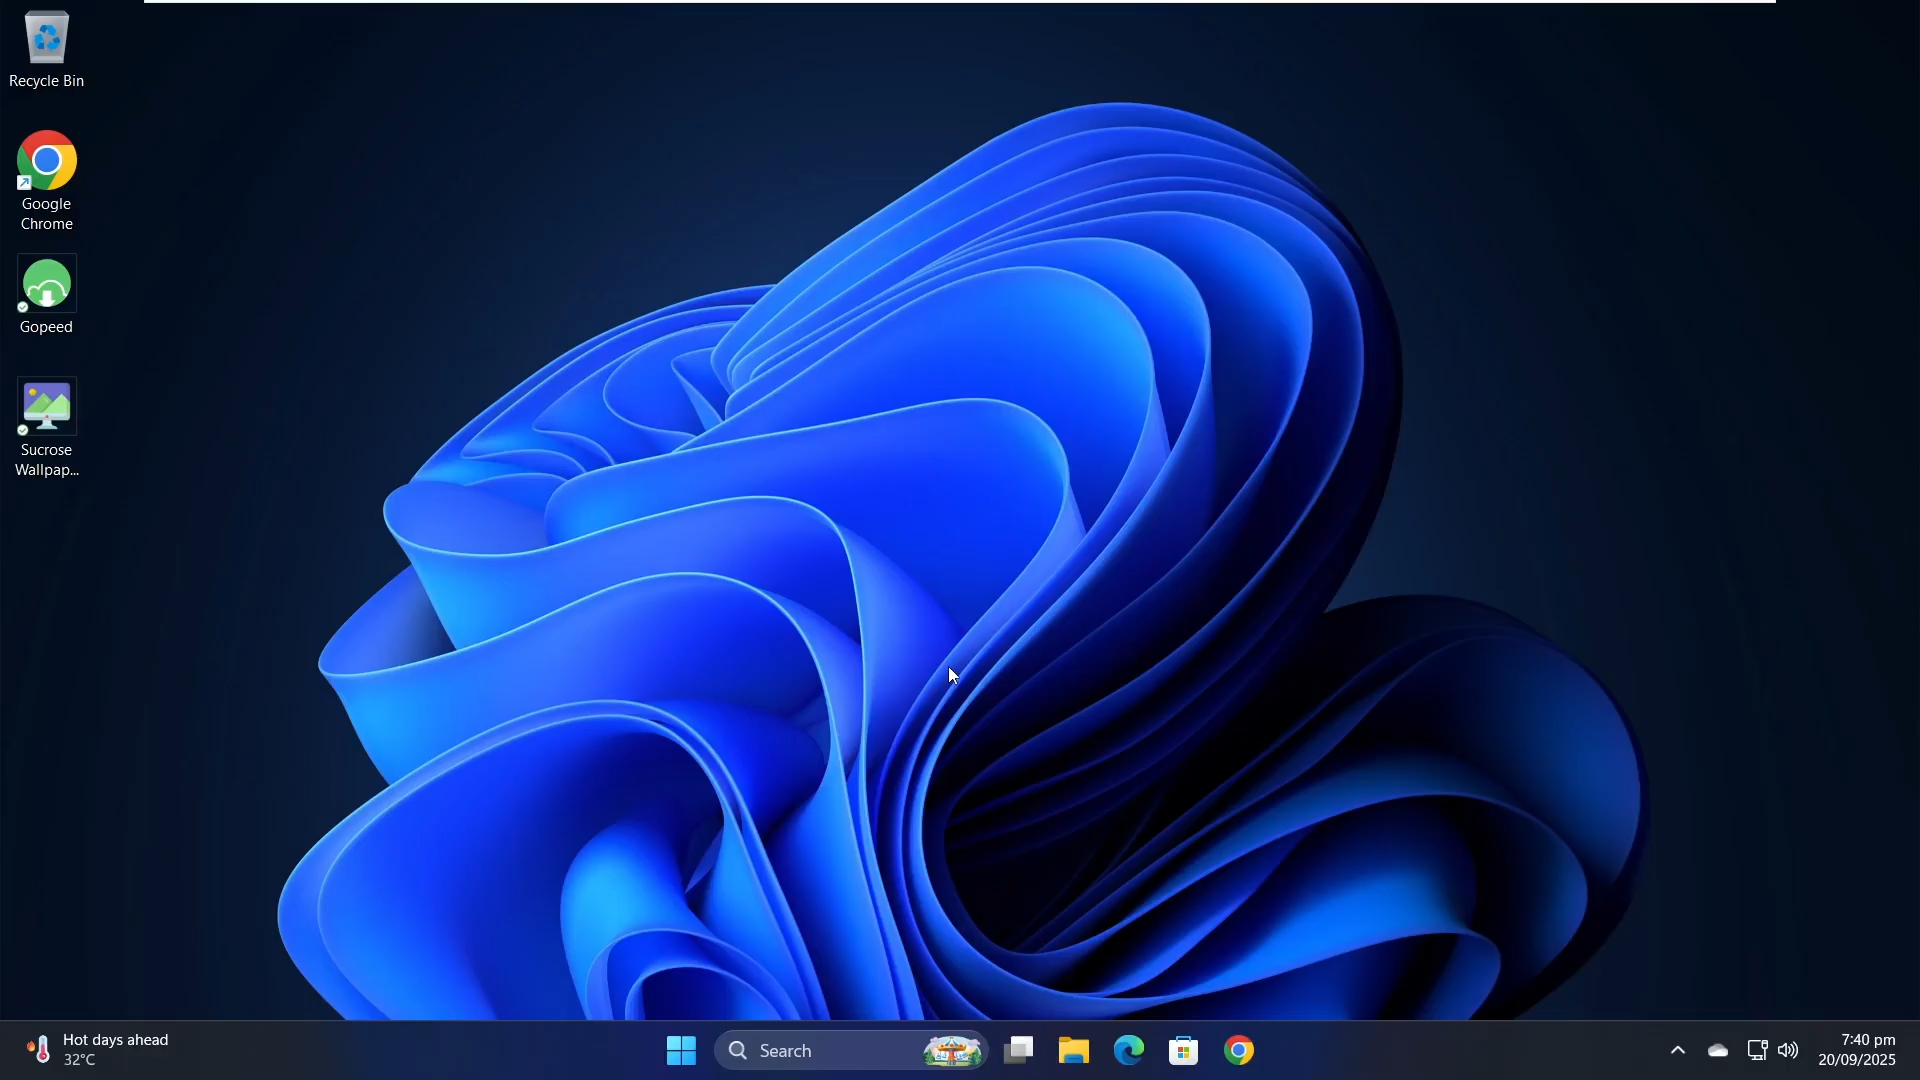 Recycle Bin
Google
Chrome
Gopeed
Sucrose
Wallpap...
Hot days ahead
32°C
Search
7:40 pm
20/09/2025